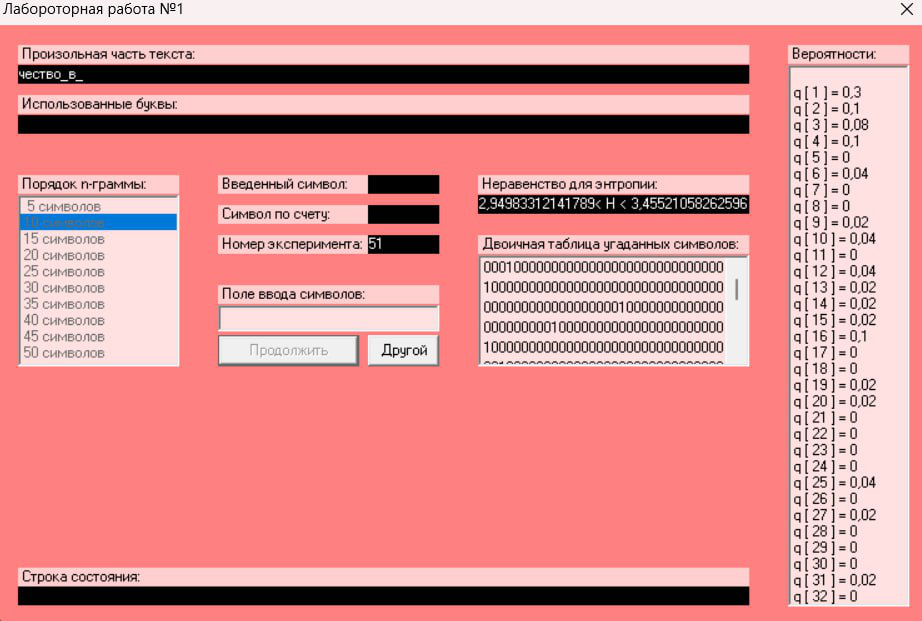 Лабороторная работа №1
Произольная часть текста:
чество_в_
Использованные буквы:
Порядок n-граммы:
5 символов
10 символов
15 символов
20 символов
25 символов
30 символов
35 символов
40 символов
45 символов
50 символов
Введенный символ:
Символ по счету:
Номер эксперимента: 51
Поле ввода символов:
Продолжить
Другой
Неравенство для энтропии:
2,94983312141789< H < 3,45521058262596
Двоичная таблица угаданных символов:
00010000000000000000000000000000
10000000000000000000000000000000
00000000000000000010000000000000
00000000010000000000000000000000
10000000000000000000000000000000
Строка состояния:
Вероятности:
q [ 1 ] = 0,3
q [ 2 ] = 0,1
q [ 3 ] = 0,08
q [ 4 ] = 0,1
q [ 5 ] = 0
q [ 6 ] = 0,04
q [ 7 ] = 0
q [ 8 ] = 0
q [ 9 ] = 0,02
q [ 10 ] = 0,04
q [ 11 ] = 0
q [ 12 ] = 0,04
q [ 13 ] = 0,02
q [ 14 ] = 0,02
q [ 15 ] = 0,02
q [ 16 ] = 0,1
q [ 17 ] = 0
q [ 18 ] = 0
q [ 19 ] = 0,02
q [ 20 ] = 0,02
q [ 21 ] = 0
q [ 22 ] = 0
q [ 23 ] = 0
q [ 24 ] = 0
q [ 25 ] = 0,04
q [ 26 ] = 0
q [ 27 ] = 0,02
q [ 28 ] = 0
q [ 29 ] = 0
q [ 30 ] = 0
q [ 31 ] = 0,02
q [ 32 ] = 0